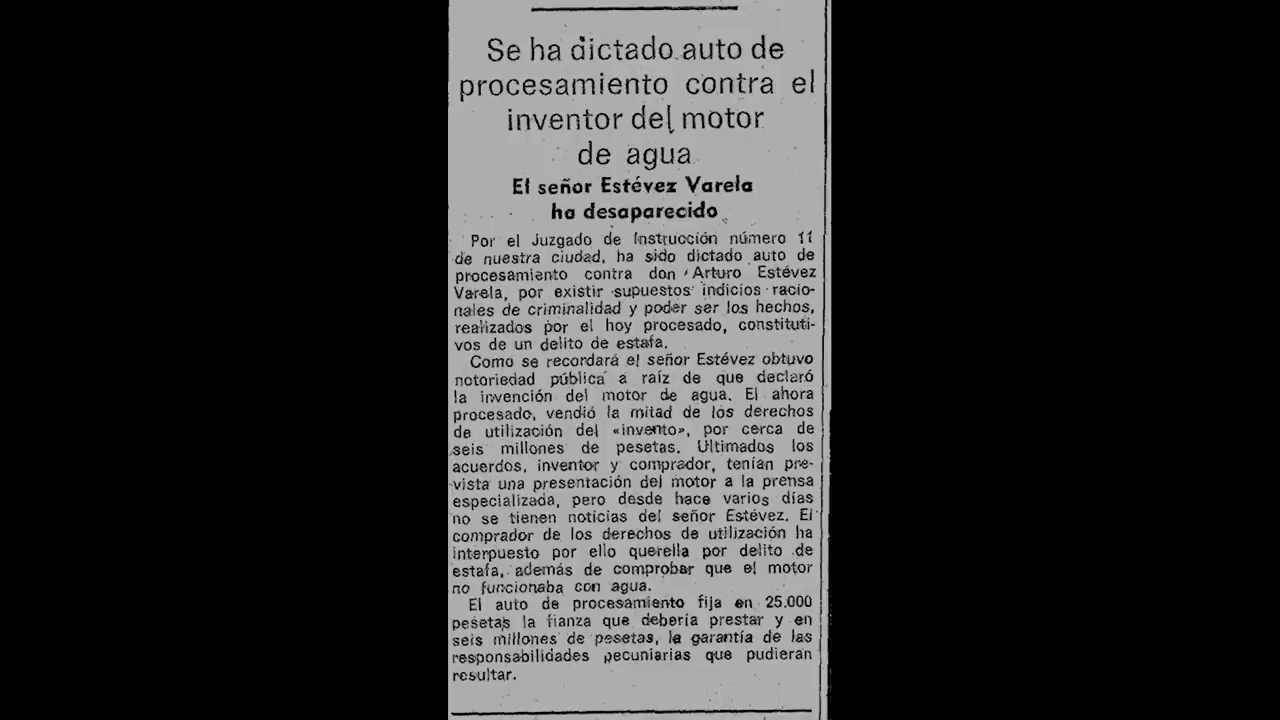 Se ha dictado auto de
procesamiento contra el
inventor del motor
de agua
El señor Estévez Varela
ha desaparecido
Por el Juzgado de Instrucción número 11
de nuestra ciudad, ha sido dictado auto de
procesamiento contra don Arturo Estévez
Varela, por existir supuestos indicios racio-
nales de criminalidad y poder ser los hechos,
realizados por el hoy procesado, constituti-
vos de un delito de estafa.
Como se recordará el señor Estévez obtuvo
notoriedad pública a raíz de que declaró
la invención del motor de agua. El ahora
procesado, vendió la mitad de los derechos
de utilización del «invento», por cerca de
seis millones de pesetas. Ultimados los
acuerdos, inventor y comprador, tenían pre-
vista una presentación del motor a la prensa
especializada, pero desde hace varios días
no se tienen noticias del señor Estévez. El
comprador de los derechos de utilización ha
interpuesto por ello querella por delito de
estafa, además de comprobar que el motor
no funcionaba con agua.
El auto de procesamiento fija en 25.000
pesetas la fianza que debería prestar y en
seis millones de pesetas, la garantía de las
responsabilidades pecuniarias que pudieran
resultar.